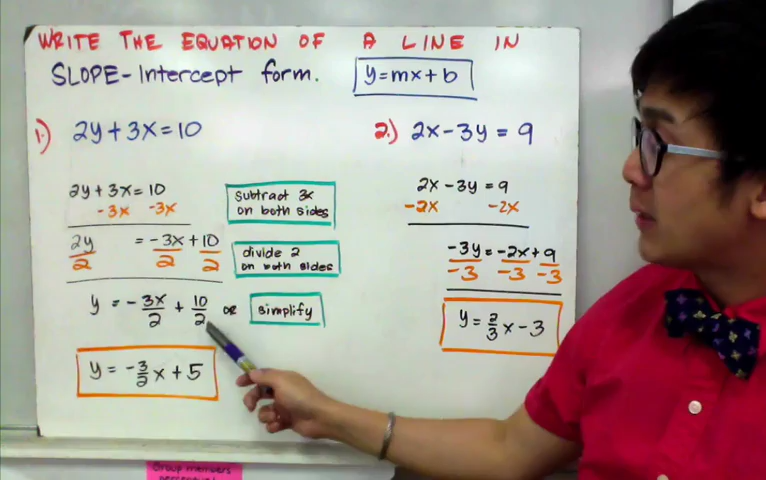 WRITE THE EQUATION OF A LINE IN
SLOPE-Intercept form. y=mx+b
1.) 2y+3x=10
2y+3x=10
-3x -3x
subtract 3x
on both sides
2y/2 = -3x/2 + 10/2
divide 2
on both sides
y = -3x/2 + 10/2 or
simplify
y = -3/2 x + 5
2.) 2x-3y=9
2x-3y=9
-2x -2x
-3y/-3 = -2x/-3 + 9/-3
y = 2/3 x - 3
Group members